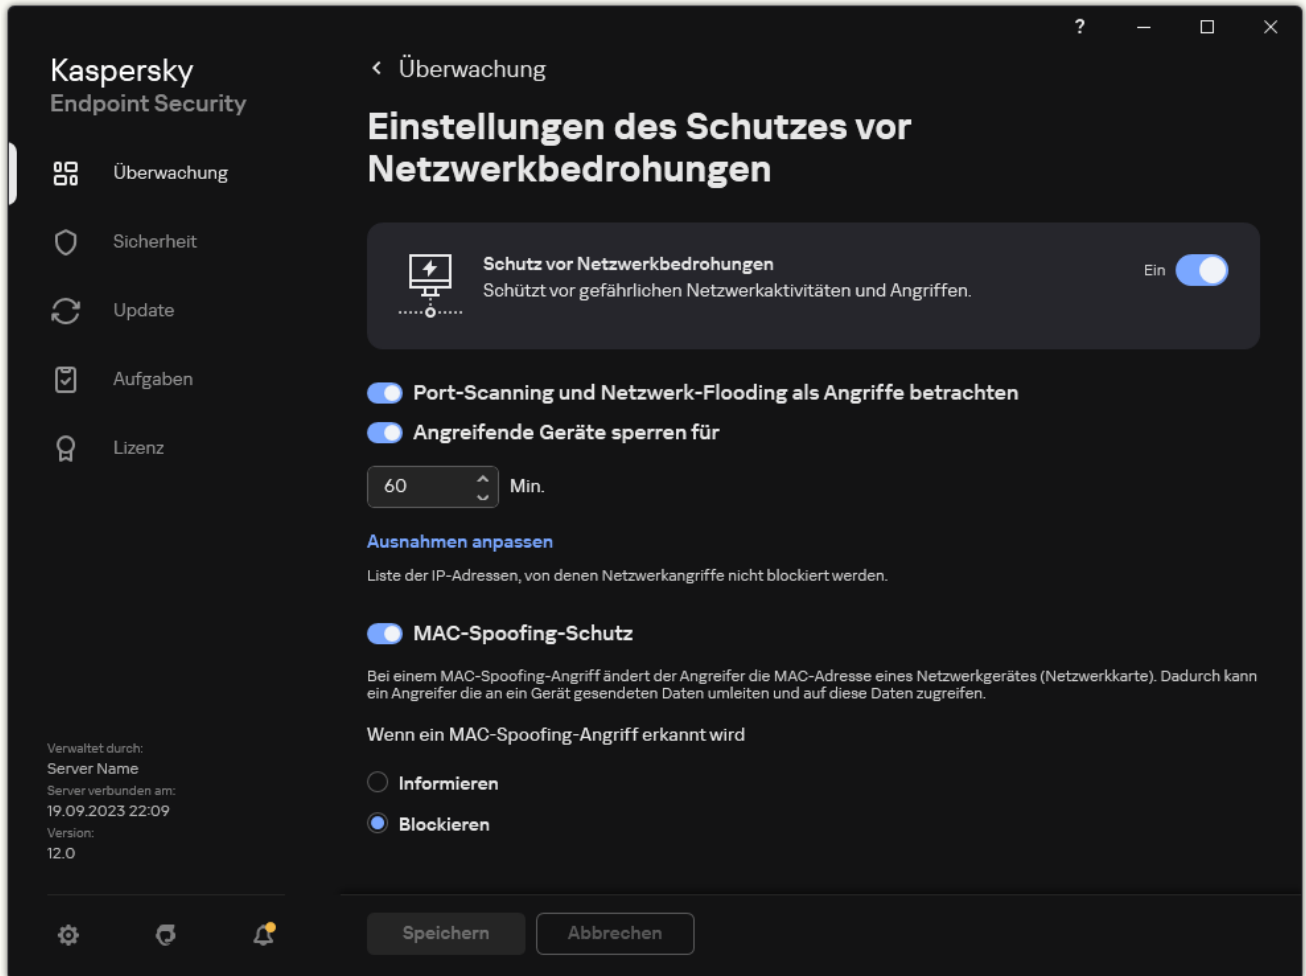 ?
Kaspersky
Endpoint Security
Überwachung
Sicherheit
Update
Aufgaben
Lizenz
Verwaltet durch:
Server Name
Server verbunden am:
19.09.2023 22:09
Version:
12.0
Überwachung
Einstellungen des Schutzes vor
Netzwerkbedrohungen
Schutz vor Netzwerkbedrohungen
Schützt vor gefährlichen Netzwerkaktivitäten und Angriffen.
Ein
Port-Scanning und Netzwerk-Flooding als Angriffe betrachten
Angreifende Geräte sperren für
60 Min.
Ausnahmen anpassen
Liste der IP-Adressen, von denen Netzwerkangriffe nicht blockiert werden.
MAC-Spoofing-Schutz
Bei einem MAC-Spoofing-Angriff ändert der Angreifer die MAC-Adresse eines Netzwerkgerätes (Netzwerkkarte). Dadurch kann
ein Angreifer die an ein Gerät gesendeten Daten umleiten und auf diese Daten zugreifen.
Wenn ein MAC-Spoofing-Angriff erkannt wird
Informieren
Blockieren
Speichern
Abbrechen